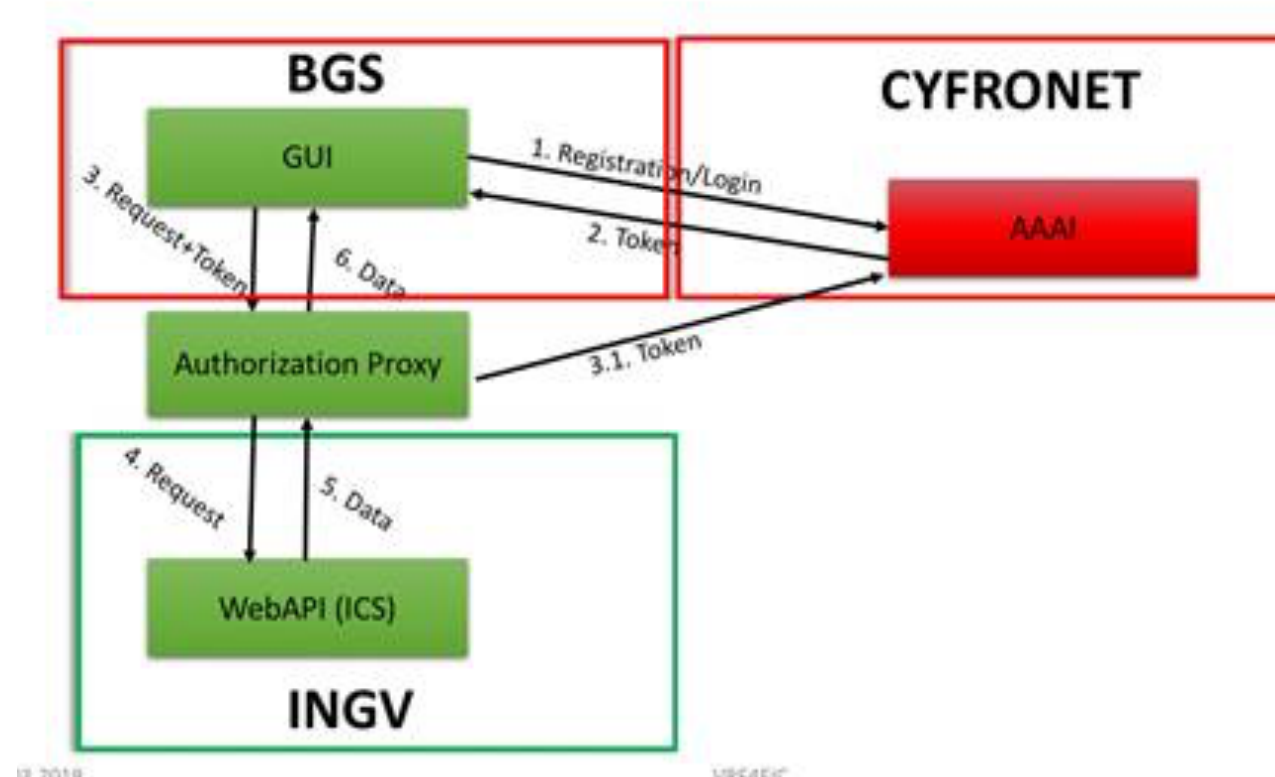 BGS
CYFRONET
GUI
1. Registration/Login
AAAI
2. Token
3. Request+Token
6. Data
Authorization Proxy
3.1. Token
4. Request
5. Data
WebAPI (ICS)
INGV